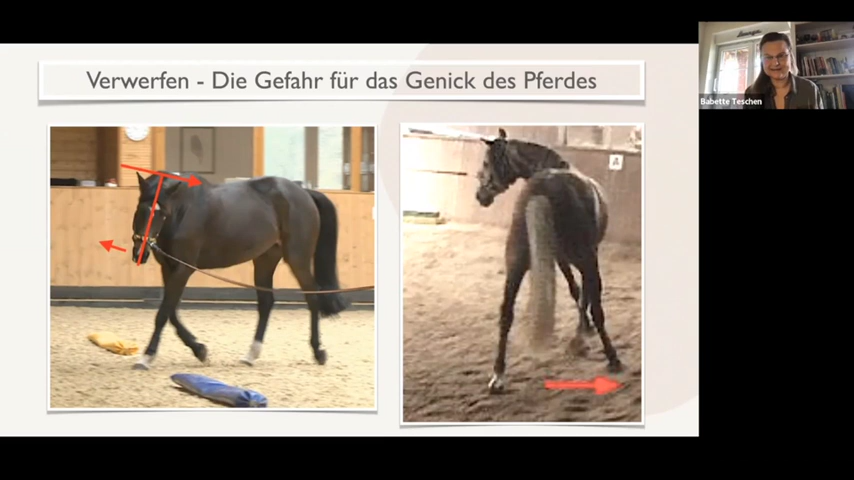 Verwerfen - Die Gefahr für das Genick des Pferdes
A
Babette Teschen